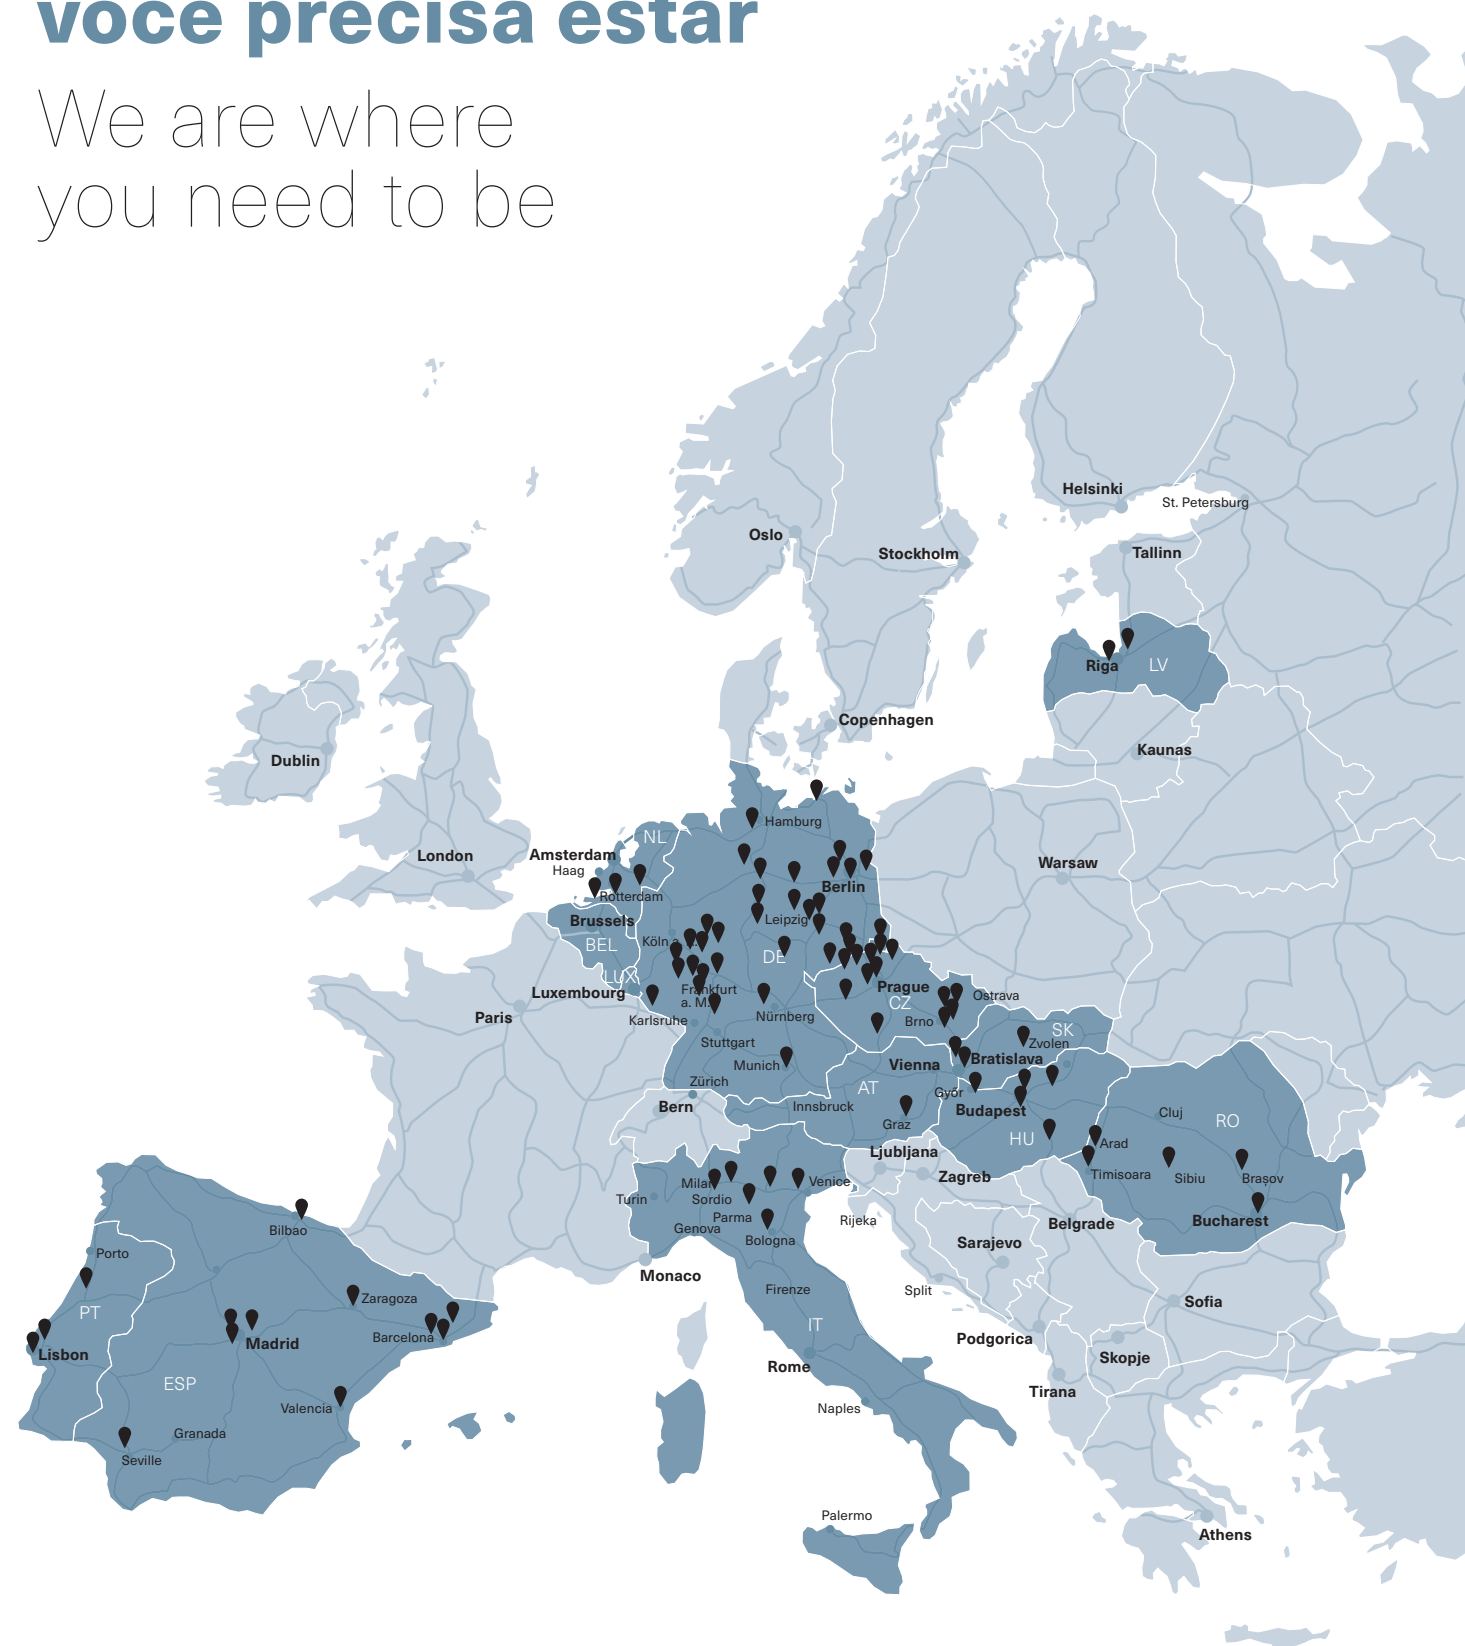 você precisa estar
We are where
you need to be
Helsinki
St. Petersburg
Oslo
Stockholm
Tallinn
Riga
LV
Copenhagen
Kaunas
Dublin
Hamburg
NL
London
Amsterdam
Haag
Warsaw
Berlin
Rotterdam
Brussels
Leipzig
BEL
Köln a.
DE
LUX
Luxembourg
Frankfurt
a. M.
Prague
CZ
Ostrava
Paris
Karlsruhe
Nürnberg
Brno
SK
Zvolen
Stuttgart
Munich
Vienna
Bratislava
Zürich
AT
Győr
Bern
Innsbruck
Budapest
Graz
HU
Cluj
RO
Arad
Ljubljana
Zagreb
Timisoara
Sibiu
Brașov
Milan
Venice
Turin
Sordio
Parma
Genova
Bologna
Rijeka
Belgrade
Bucharest
Bilbao
Porto
Sarajevo
Monaco
Firenze
Split
Zaragoza
Sofia
PT
IT
Barcelona
Madrid
Lisbon
Podgorica
Skopje
Rome
ESP
Tirana
Valencia
Naples
Granada
Seville
Palermo
Athens